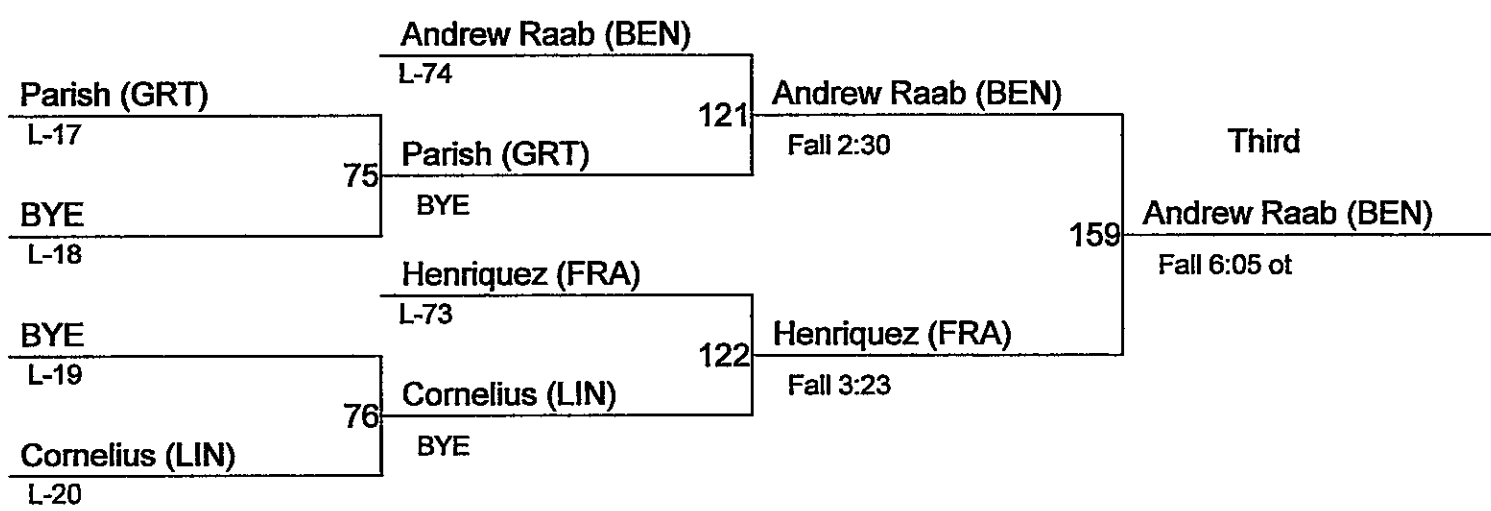 Andrew Raab (BEN)
L-74
Parish (GRT)
L-17
121
Andrew Raab (BEN)
Fall 2:30
Third
75
Parish (GRT)
BYE
BYE
L-18
159
Andrew Raab (BEN)
Fall 6:05 ot
Henriquez (FRA)
L-73
BYE
L-19
122
Henriquez (FRA)
Fall 3:23
76
Cornelius (LIN)
BYE
Cornelius (LIN)
L-20